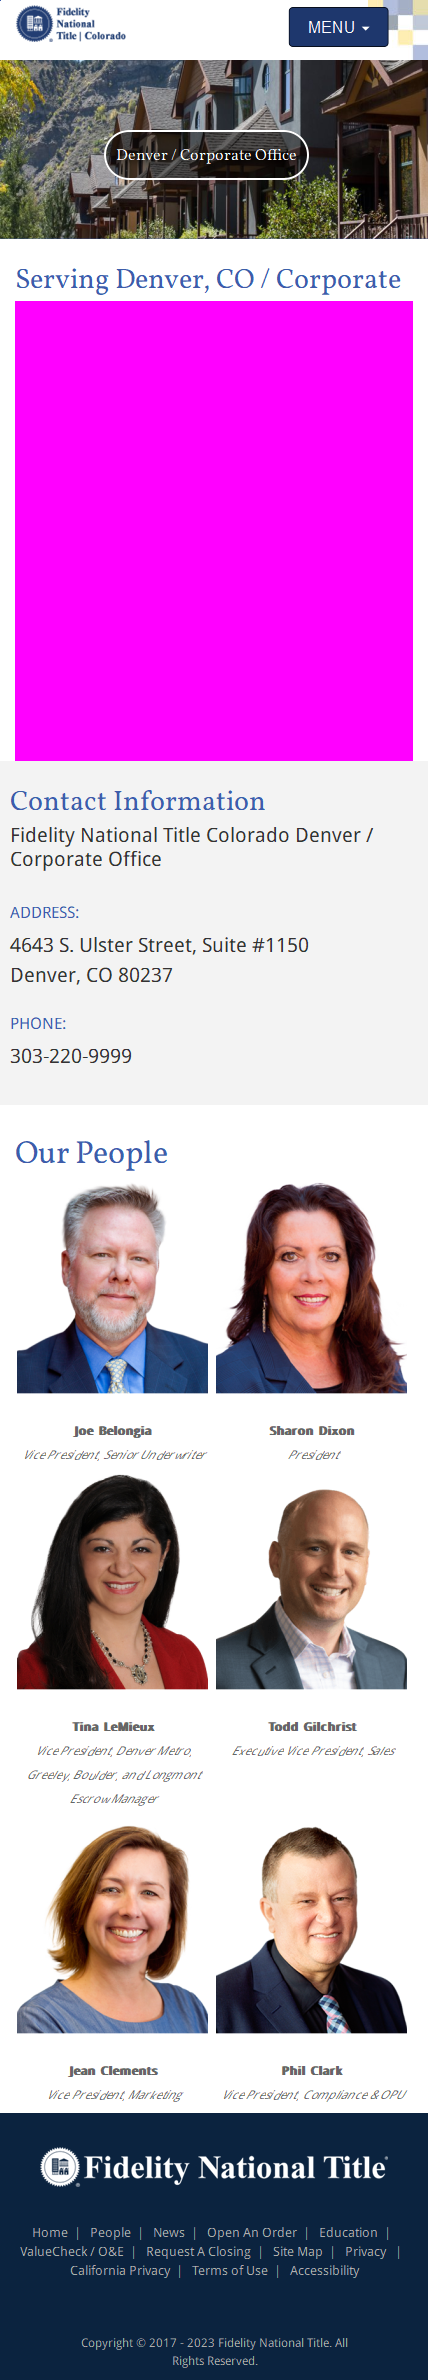 Fidelity
National
Title | Colorado
MENU
Denver / Corporate Office
Serving Denver, CO / Corporate
Contact Information
Fidelity National Title Colorado Denver /
Corporate Office
ADDRESS:
4643 S. Ulster Street, Suite #1150
Denver, CO 80237
PHONE:
303-220-9999
Our People
Joe Belongia
Vice President, Senior Underwriter
Sharon Dixon
President
Tina LeMieux
Vice President, Denver Metro,
Greeley, Boulder, and Longmont
Escrow Manager
Todd Gilchrist
Executive Vice President, Sales
Jean Clements
Vice President, Marketing
Phil Clark
Vice President, Compliance & OPU
Fidelity National Title
Home | People | News | Open An Order | Education |
ValueCheck / O&E | Request A Closing | Site Map | Privacy |
California Privacy | Terms of Use | Accessibility
Copyright © 2017 - 2023 Fidelity National Title. All
Rights Reserved.